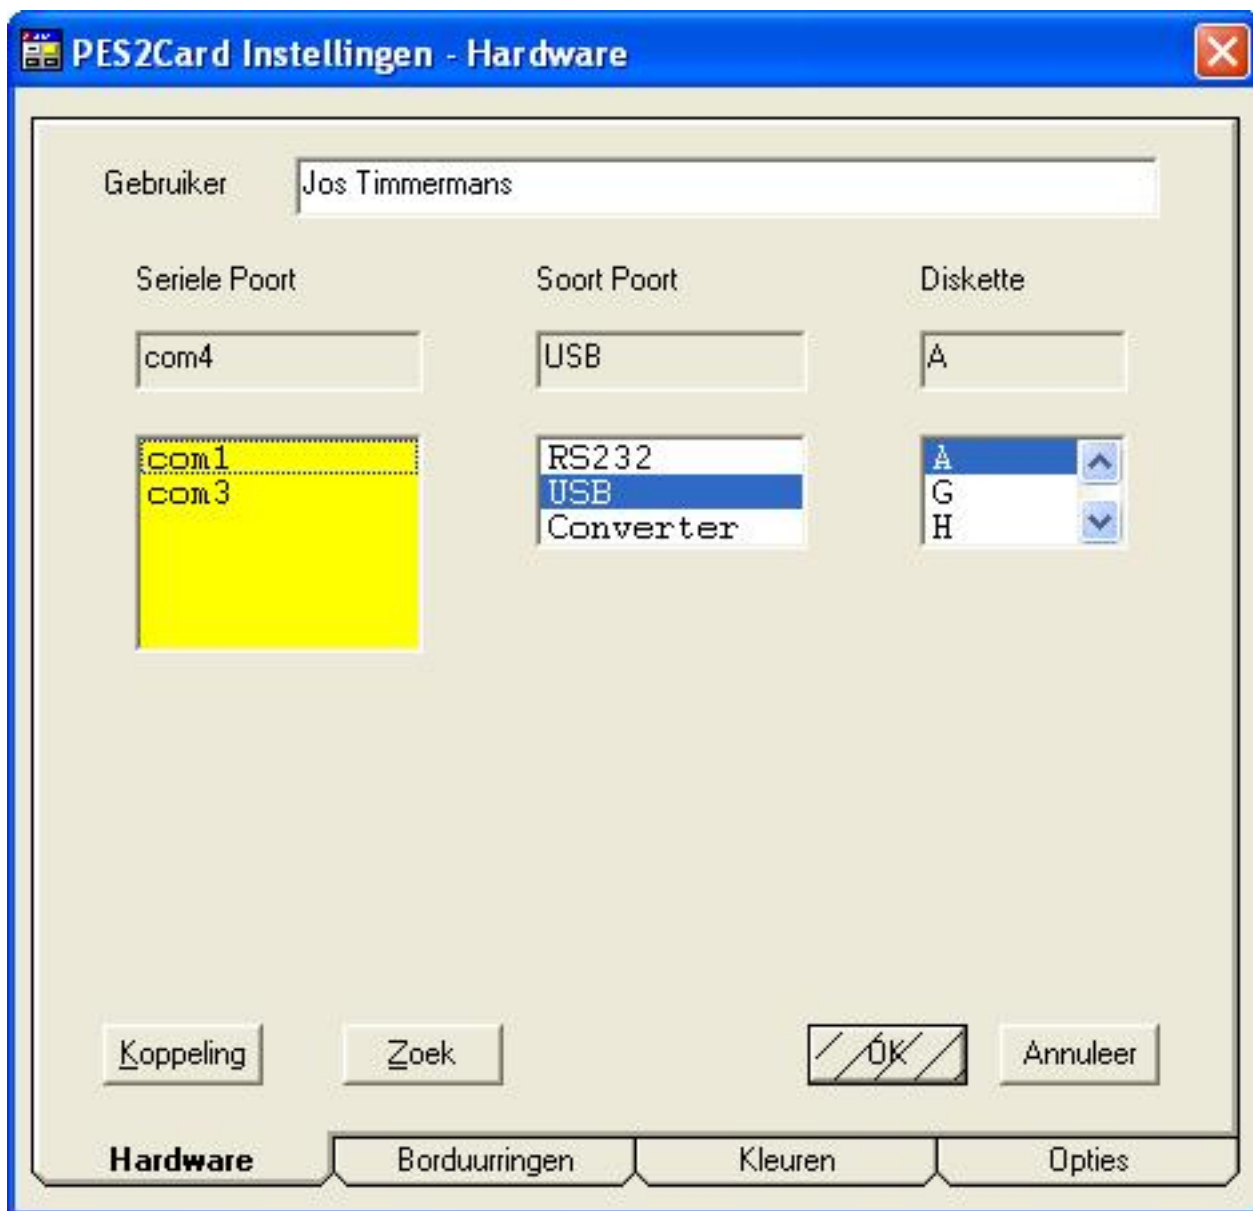 PES2Card Instellingen - Hardware
Gebruiker Jos Timmermans
Seriele Poort Soort Poort Diskette
com4 USB A
com1 RS232 A
com3 USB G
Converter H
Koppeling Zoek OK Annuleer
Hardware Borduurringen Kleuren Opties